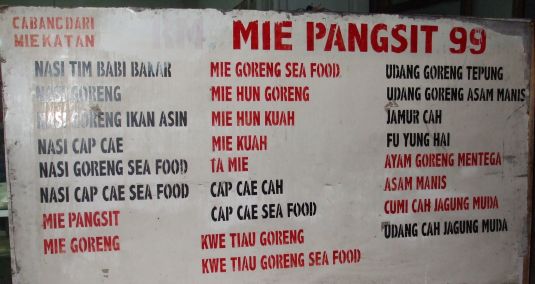 CABANG DARI
MIE KATAN
RM MIE PANGSIT 99
NASI TIM BABI BAKAR
NASI GORENG
NASI GORENG IKAN ASIN
NASI CAP CAE
NASI GORENG SEA FOOD
NASI CAP CAE SEA FOOD
MIE PANGSIT
MIE GORENG
MIE GORENG SEA FOOD
MIE HUN GORENG
MIE HUN KUAH
MIE KUAH
TA MIE
CAP CAE CAH
CAP CAE SEA FOOD
KWE TIAU GORENG
KWE TIAU GORENG SEA FOOD
UDANG GORENG TEPUNG
UDANG GORENG ASAM MANIS
JAMUR CAH
FU YUNG HAI
AYAM GORENG MENTEGA
ASAM MANIS
CUMI CAH JAGUNG MUDA
UDANG CAH JAGUNG MUDA